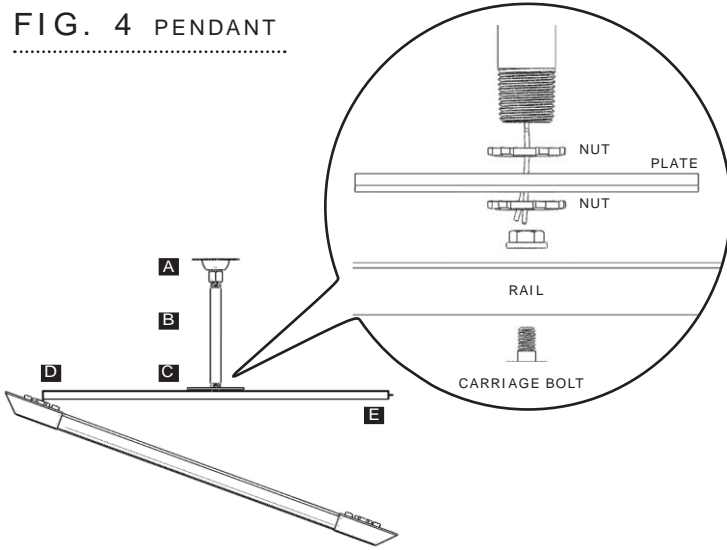 FIG. 4 PENDANT
NUT
PLATE
NUT
RAIL
CARRIAGE BOLT
A
B
C
D
E